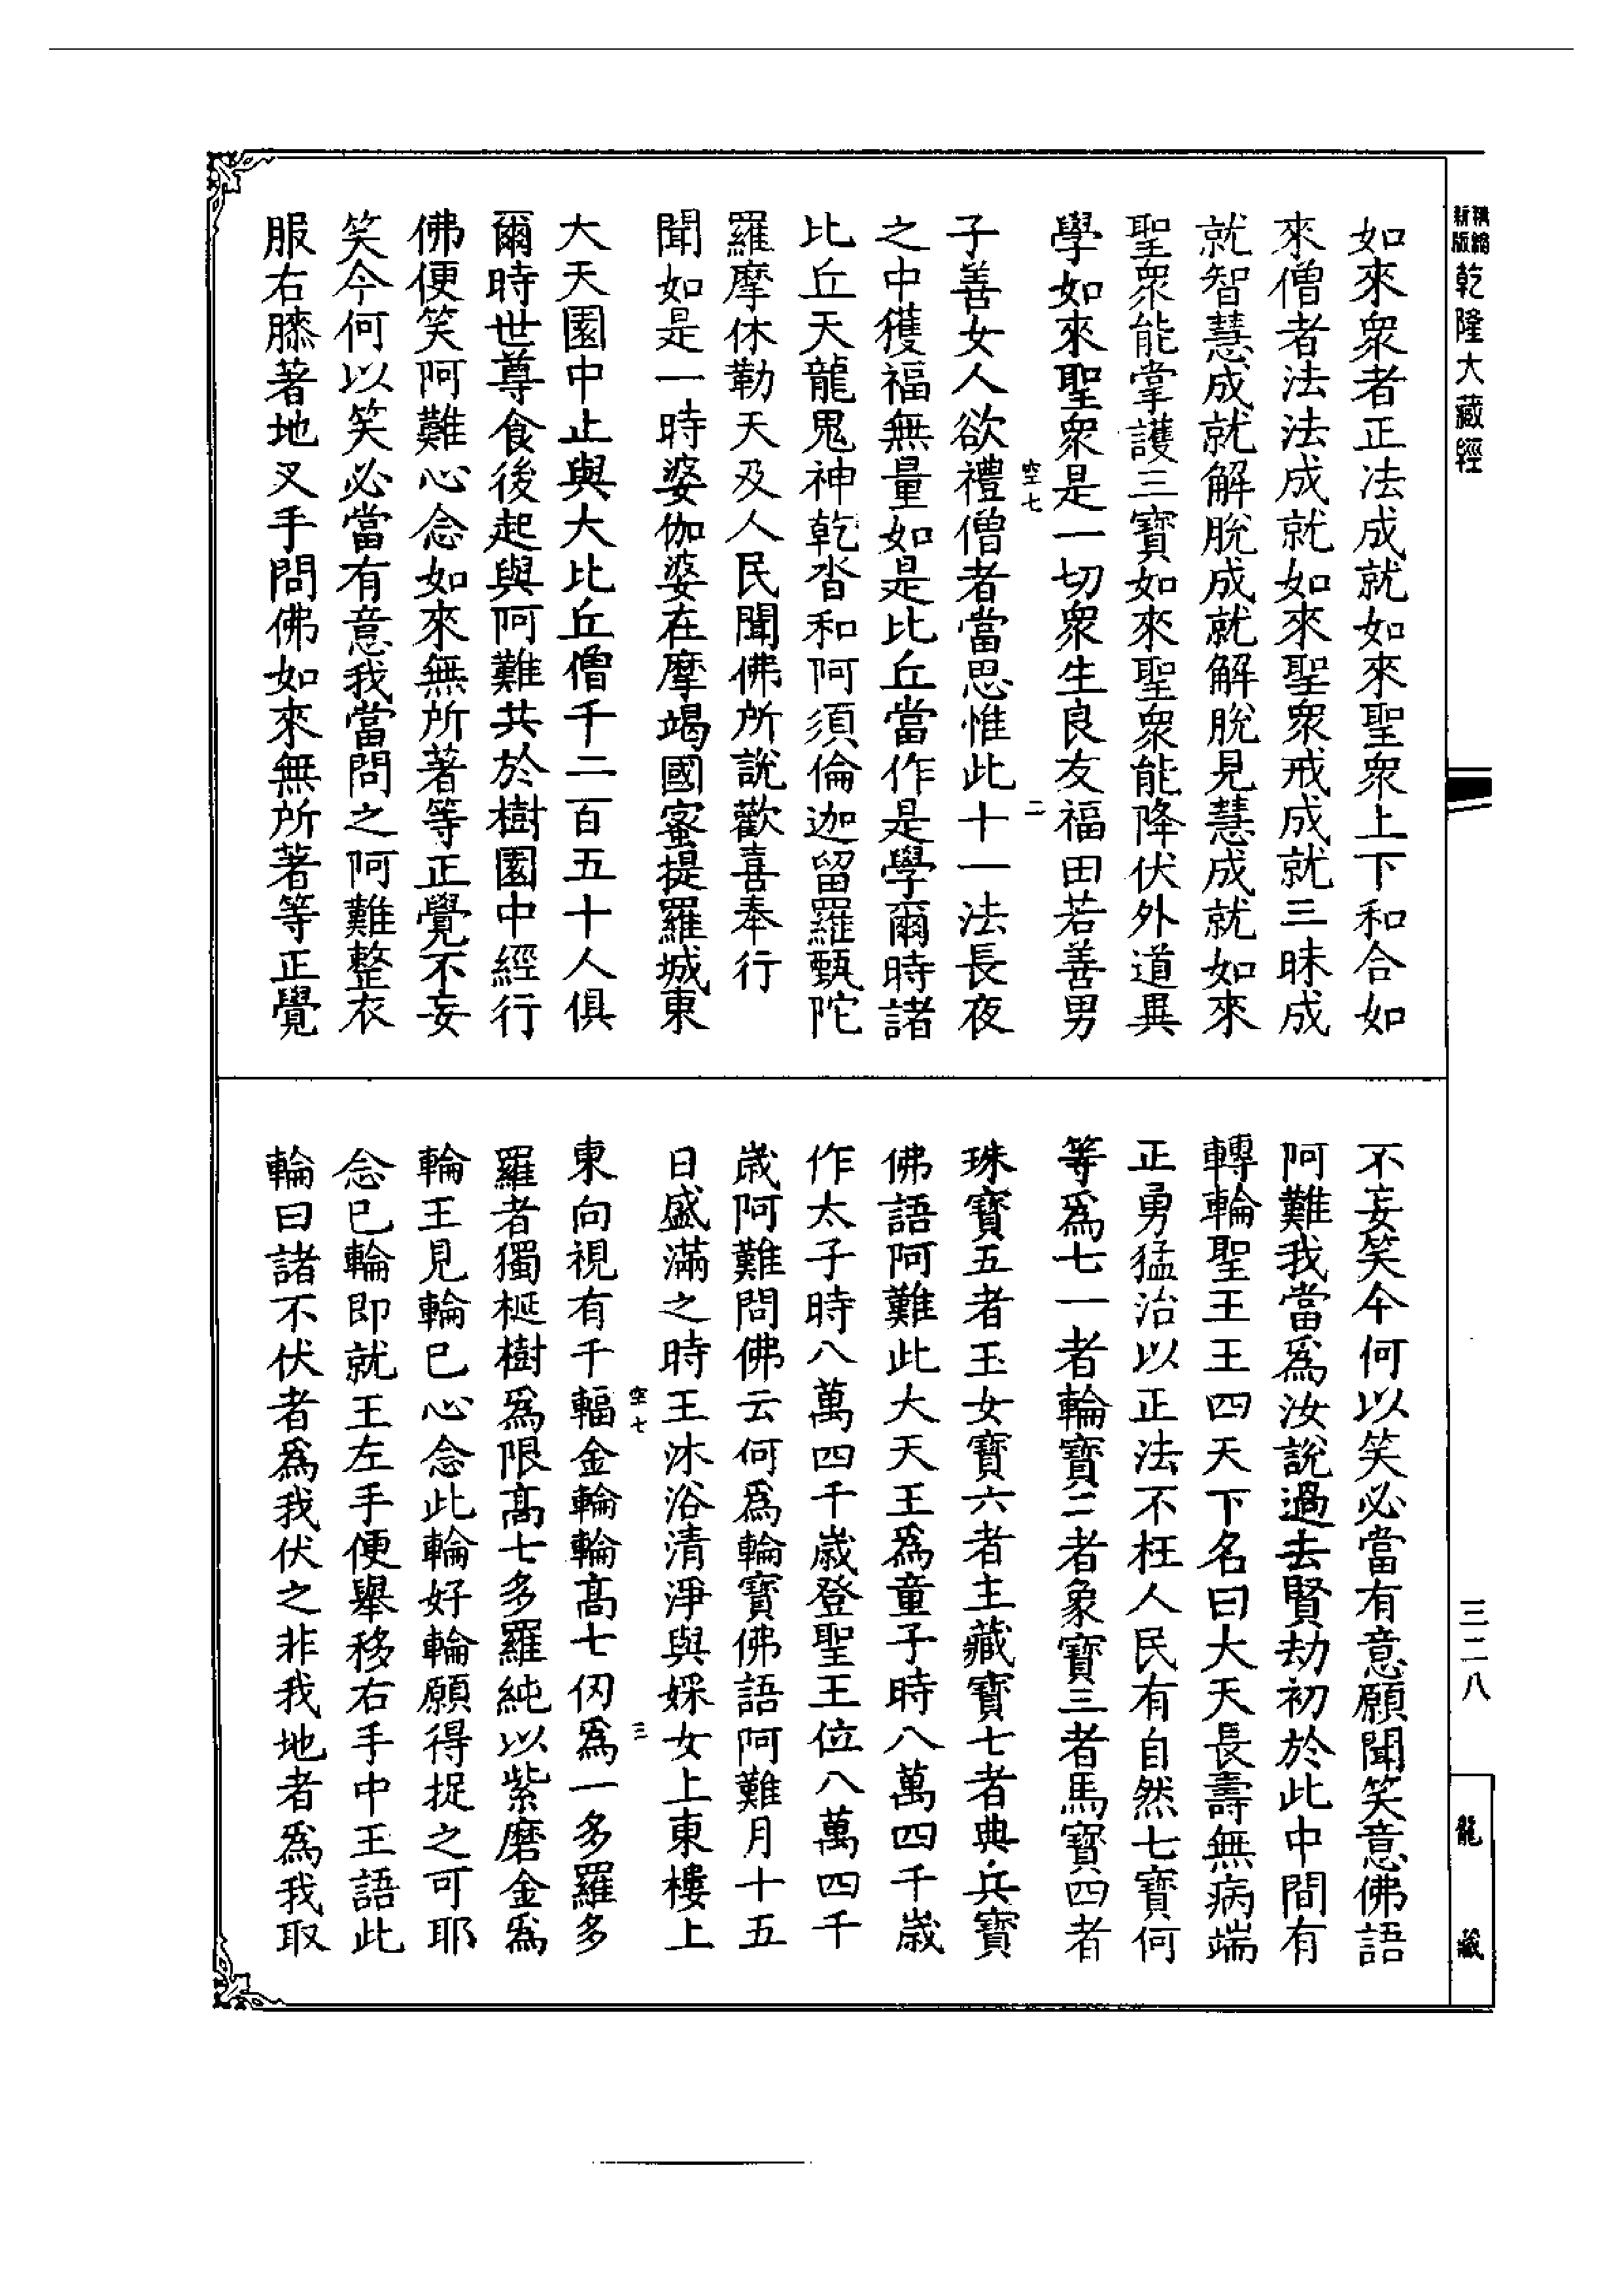 新版
精縮
乾隆大藏經
如來眾者正法成就如來聖眾上下和合如
來僧者法法成就如來聖眾戒成就三昧成
就智慧成就解脫成就解脫見慧成就如來
聖眾能掌護三寶如來聖眾能降伏外道異
學如來聖眾是一切眾生良友福田若善男
空七
二
子善女人欲禮僧者當思惟此十一法長夜
之中獲福無量如是比丘當作是學爾時諸
比丘天龍鬼神乾沓和阿須倫迦留羅甄陀
羅摩休勒天及人民聞佛所說歡喜奉行
聞如是一時婆伽婆在摩竭國蜜提羅城東
大天園中止與大比丘僧千二百五十人俱
爾時世尊食後起與阿難共於樹園中經行
佛便笑阿難心念如來無所著等正覺不妄
笑今何以笑必當有意我當問之阿難整衣
服右膝著地叉手問佛如來無所著等正覺
不妄笑今何以笑必當有意願聞笑意佛語
阿難我當爲汝說過去賢劫初於此中間有
轉輪聖王王四天下名曰大天長壽無病端
正勇猛治以正法不枉人民有自然七寶何
等爲七一者輪寶二者象寶三者馬寶四者
珠寶五者玉女寶六者主藏寶七者典兵寶
佛語阿難此大天王爲童子時八萬四千歲
作太子時八萬四千歲登聖王位八萬四千
歲阿難問佛云何爲輪寶佛語阿難月十五
日盛滿之時王沐浴清淨與婇女上東樓上
空七
三
東向視有千輻金輪輪高七仞爲一多羅多
羅者獨梃樹爲限高七多羅純以紫磨金爲
輪王見輪已心念此輪好輪願得捉之可耶
念已輪即就王左手便舉移右手中王語此
輪曰諸不伏者爲我伏之非我地者爲我取
三二八
龍藏